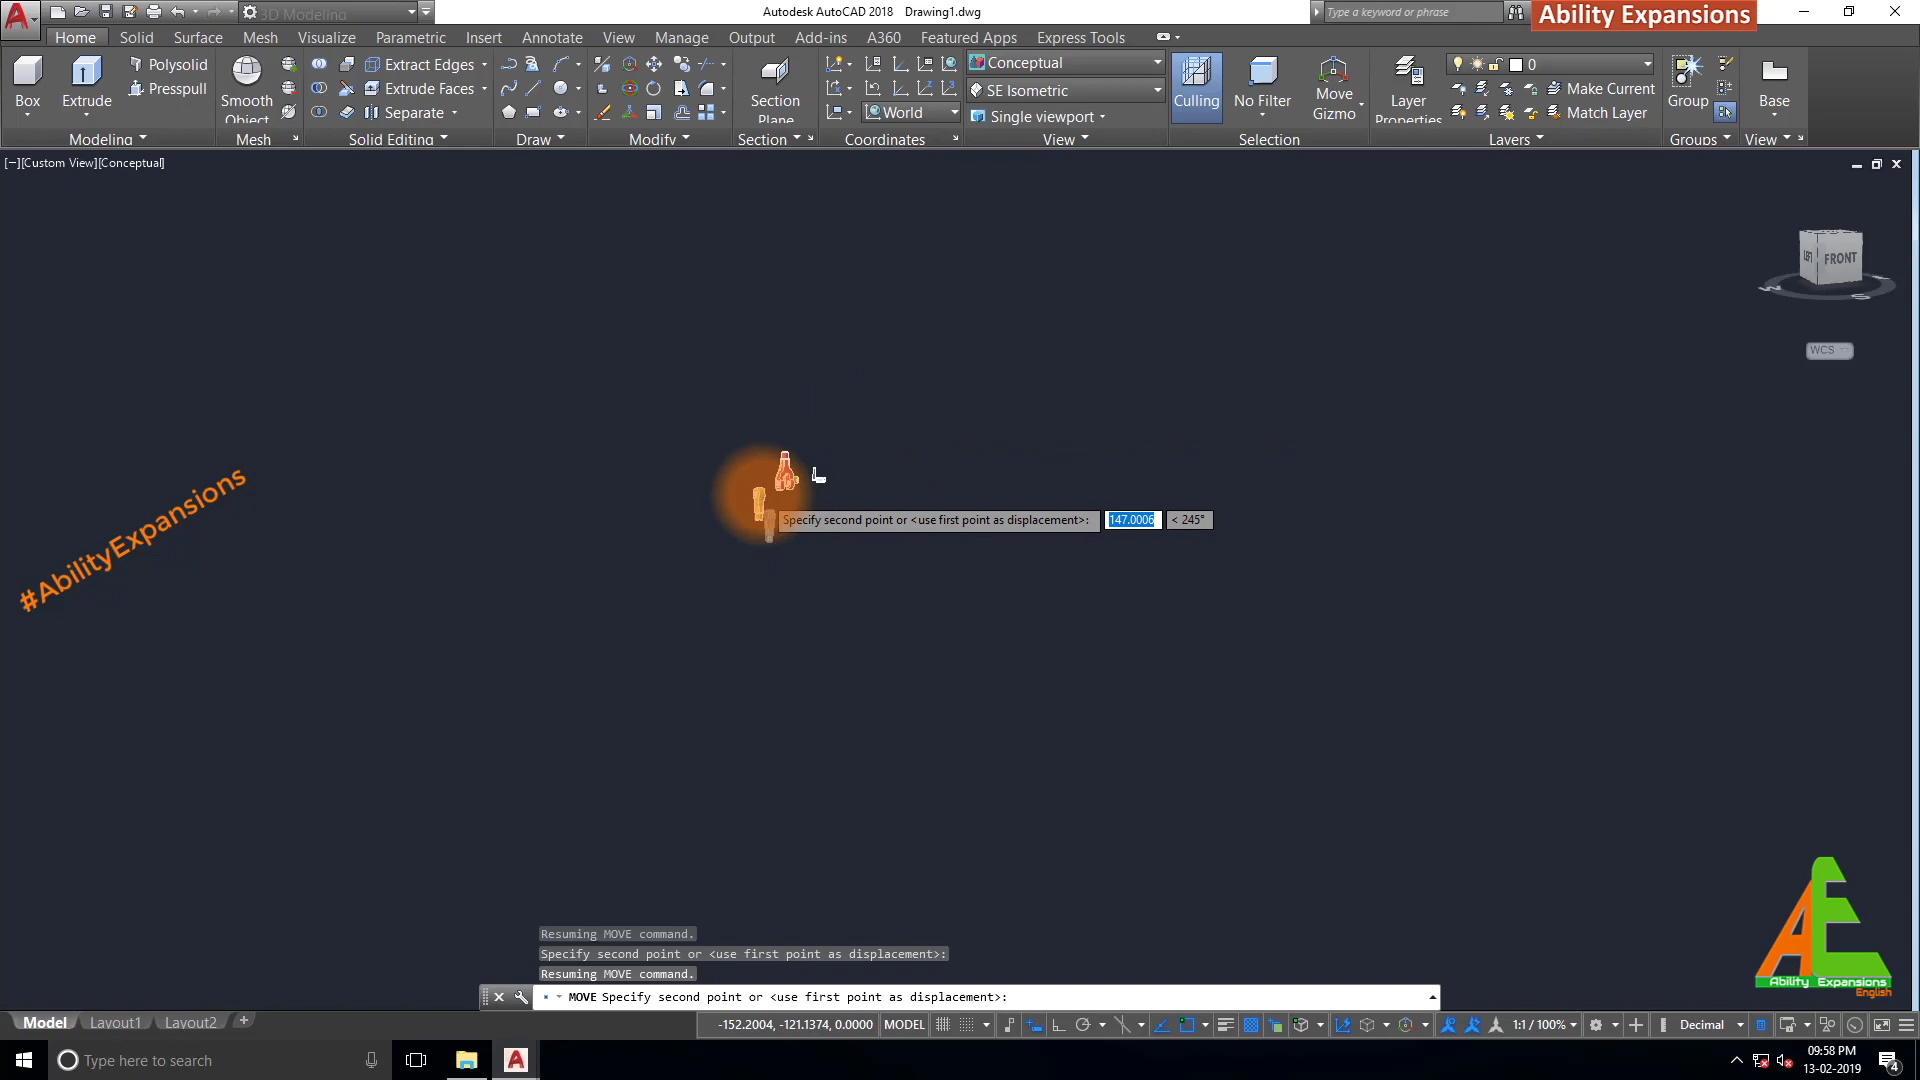 3D Modeling
Autodesk AutoCAD 2018 Drawing1.dwg
Type a keyword or phrase
Ability Expansions
Home Solid Surface Mesh Visualize Parametric Insert Annotate View Manage Output Add-ins A360 Featured Apps Express Tools
Box
Extrude
Polysolid
Presspull
Modeling
Smooth
Object
Mesh
Extract Edges
Extrude Faces
Separate
Solid Editing
Draw
Modify
Section
Plane
Section
World
Coordinates
Conceptual
SE Isometric
Single viewport
View
Culling
No Filter
Move
Gizmo
Selection
Layer
Properties
0
Make Current
Match Layer
Layers
Group
Groups
Base
View
[−][Custom View][Conceptual]
LEFT FRONT
W S
WCS
#AbilityExpansions
Specify second point or <use first point as displacement>: 147.0006 < 245°
Resuming MOVE command.
Specify second point or <use first point as displacement>:
Resuming MOVE command.
MOVE Specify second point or <use first point as displacement>:
AE
Ability Expansions
English
Model Layout1 Layout2 +
-152.2004, -121.1374, 0.0000 MODEL 1:1 / 100% Decimal
Type here to search
09:58 PM
13-02-2019
4